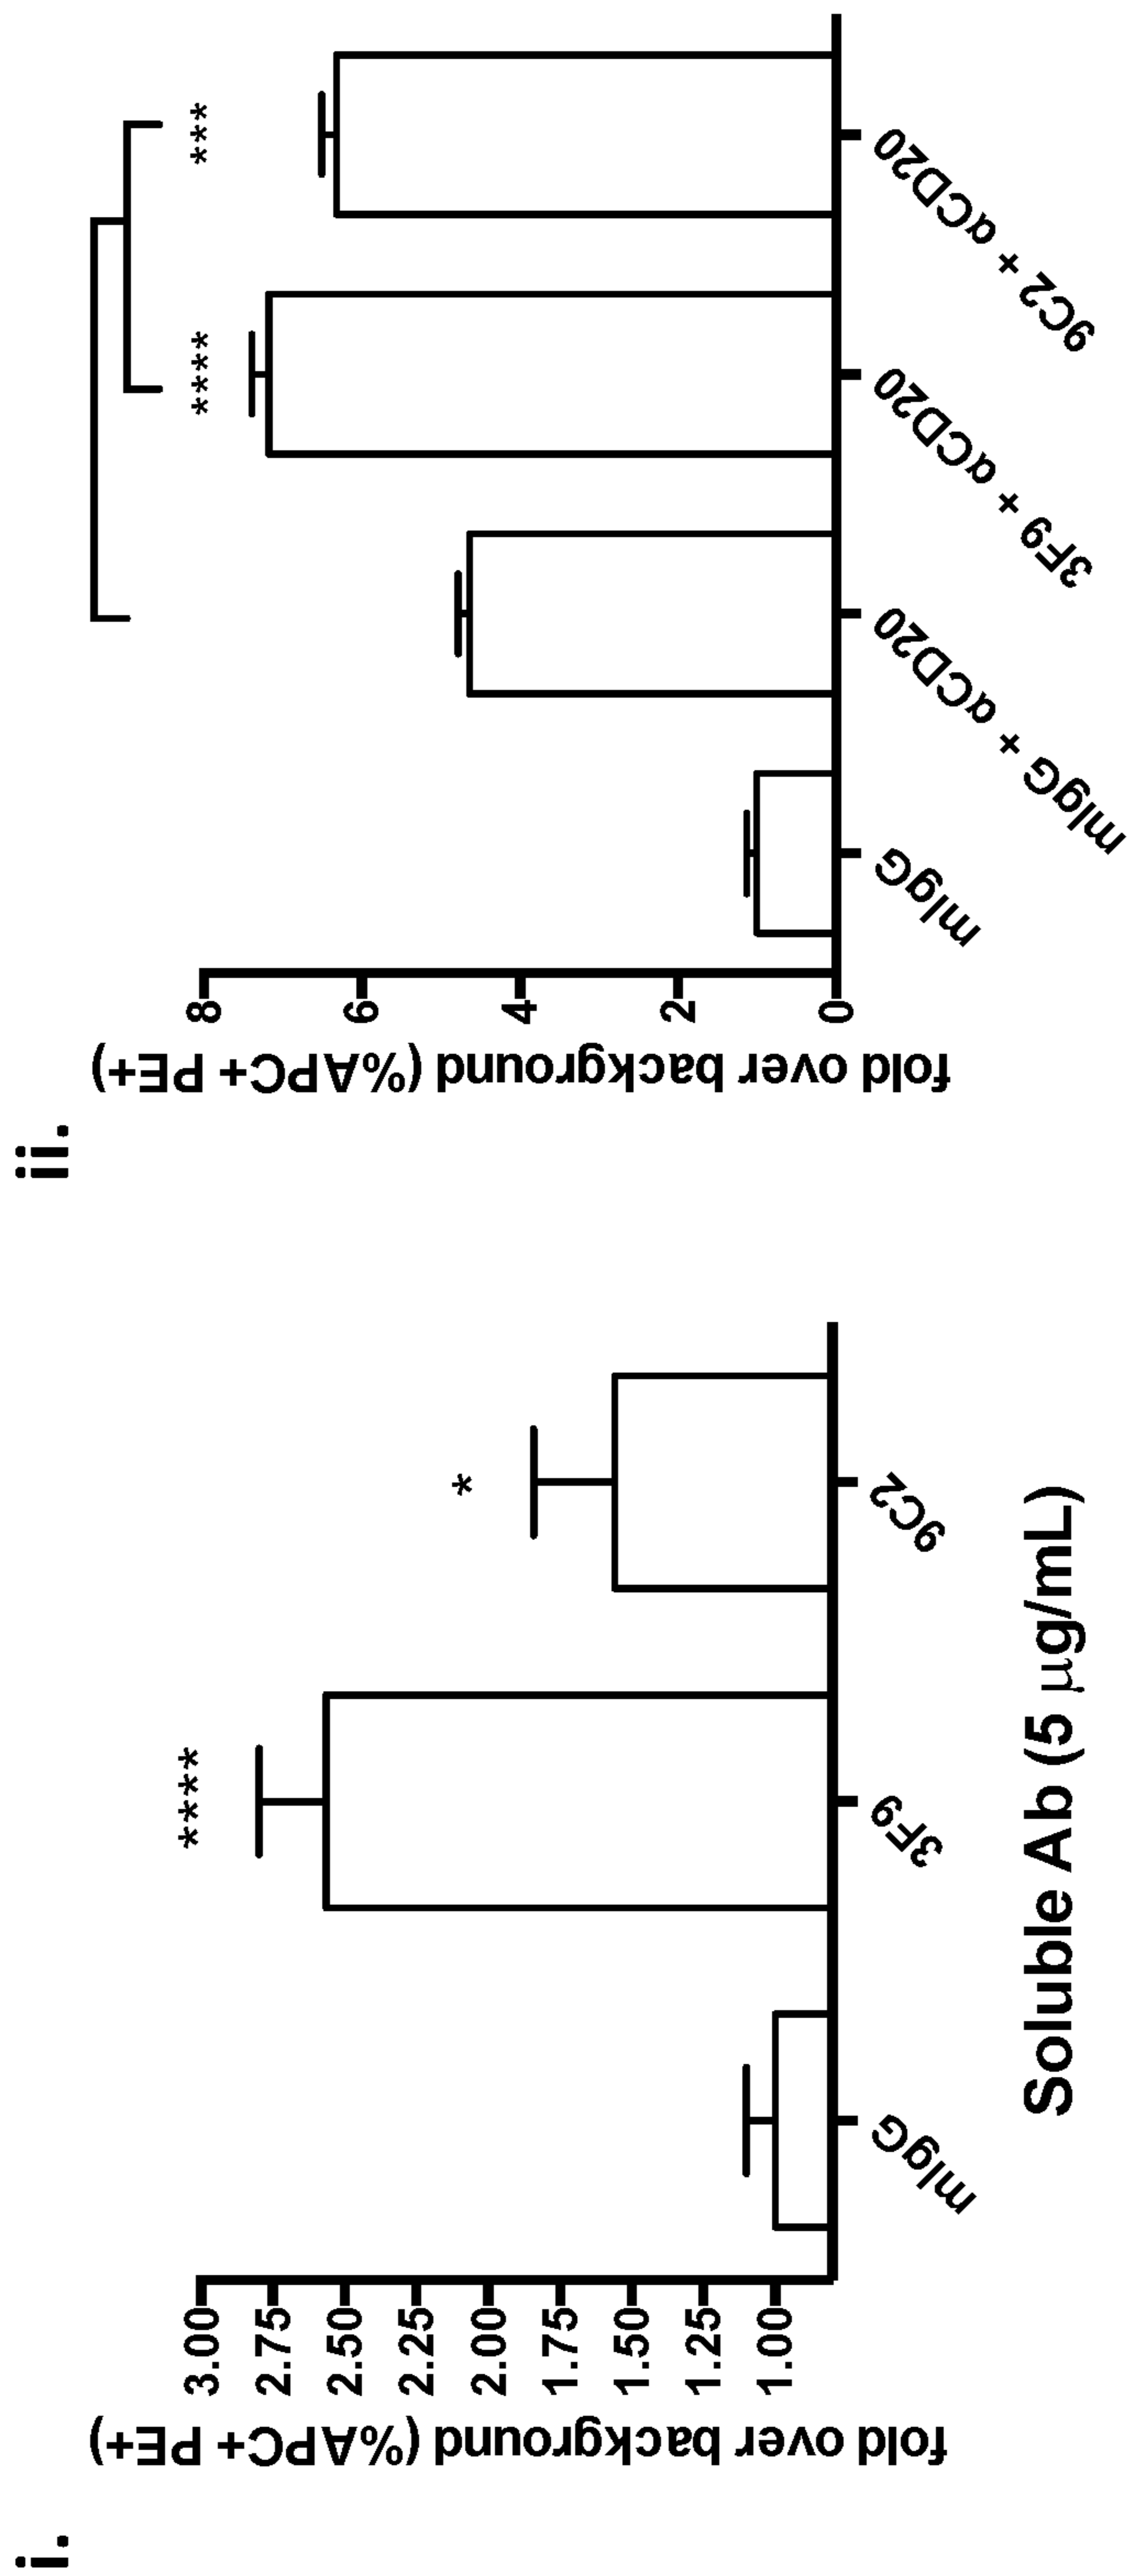 i.
fold over background (%APC+ PE+)
3.00
2.75
2.50
2.25
2.00
1.75
1.50
1.25
1.00
****
*
mIgG
3F9
9C2
Soluble Ab (5 μg/mL)
ii.
fold over background (%APC+ PE+)
8
6
4
2
0
****
***
mIgG
mIgG + αCD20
3F9 + αCD20
9C2 + αCD20